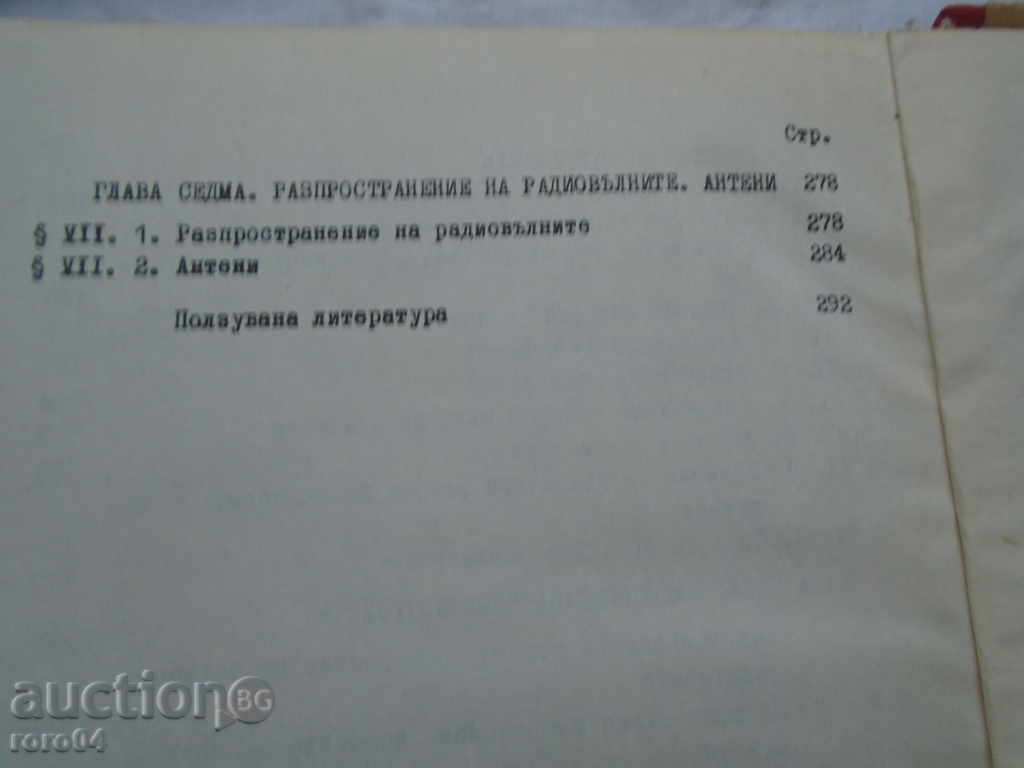 Стр.
ГЛАВА СЕДМА. РАЗПРОСТРАНЕНИЕ НА РАДИОВЪЛНИТЕ. АНТЕНИ 278
§ VII. 1. Разпространение на радиовълните 278
§ VII. 2. Антени 284
Ползувана литература 292
auction BG
roro04